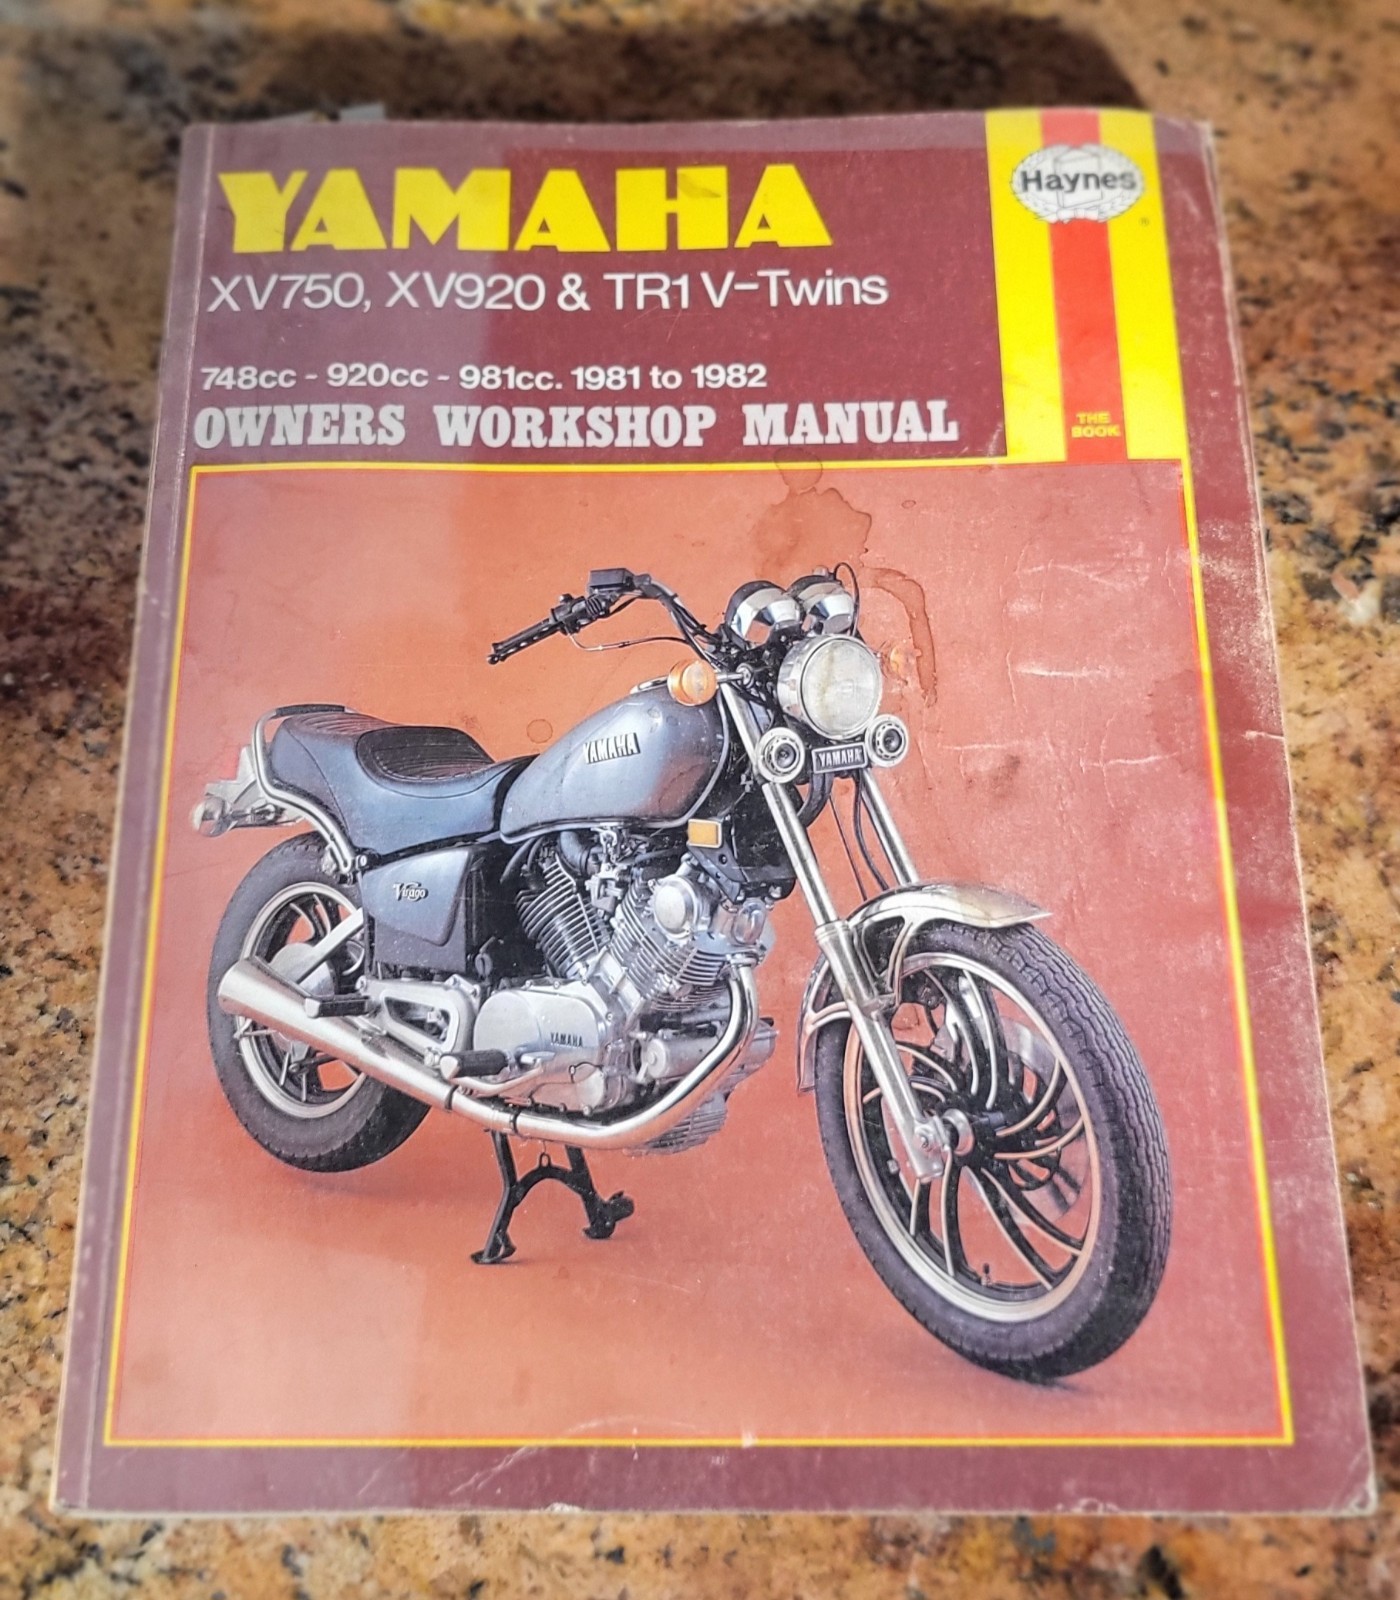 YAMAHA
Haynes
®
XV750, XV920 & TR1 V-Twins
748cc - 920cc - 981cc. 1981 to 1982
OWNERS WORKSHOP MANUAL
THE
BOOK
YAMAHA
YAMAHA
Virago
YAMAHA